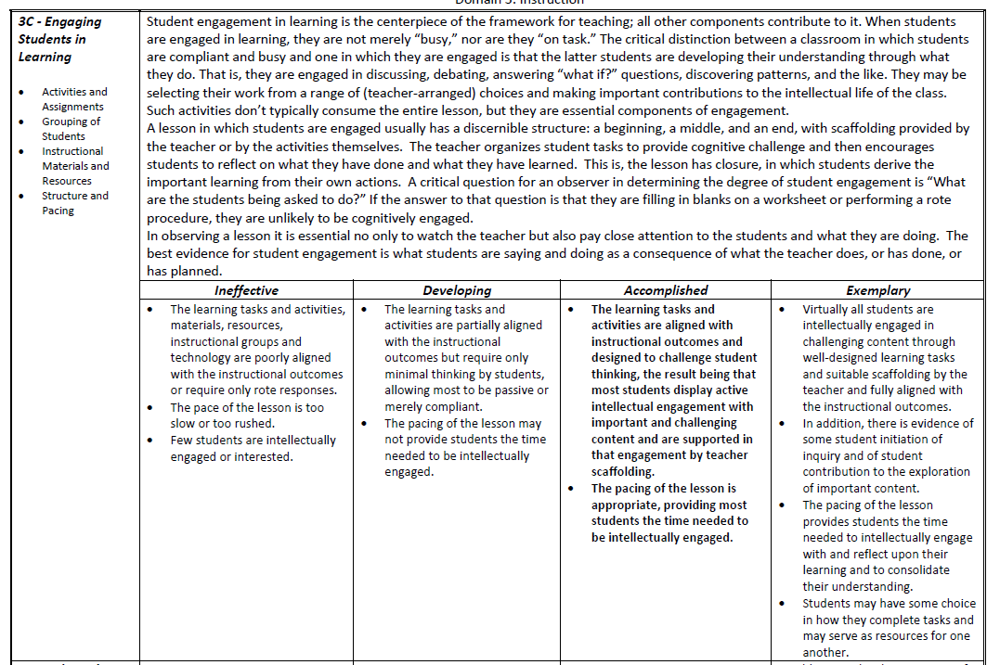 Domain 3: Instruction
3C - Engaging
Students in
Learning
• Activities and
Assignments
• Grouping of
Students
• Instructional
Materials and
Resources
• Structure and
Pacing
Student engagement in learning is the centerpiece of the framework for teaching; all other components contribute to it. When students
are engaged in learning, they are not merely “busy,” nor are they “on task.” The critical distinction between a classroom in which students
are compliant and busy and one in which they are engaged is that the latter students are developing their understanding through what
they do. That is, they are engaged in discussing, debating, answering “what if?” questions, discovering patterns, and the like. They may be
selecting their work from a range of (teacher-arranged) choices and making important contributions to the intellectual life of the class.
Such activities don’t typically consume the entire lesson, but they are essential components of engagement.
A lesson in which students are engaged usually has a discernible structure: a beginning, a middle, and an end, with scaffolding provided by
the teacher or by the activities themselves. The teacher organizes student tasks to provide cognitive challenge and then encourages
students to reflect on what they have done and what they have learned. This is, the lesson has closure, in which students derive the
important learning from their own actions. A critical question for an observer in determining the degree of student engagement is “What
are the students being asked to do?” If the answer to that question is that they are filling in blanks on a worksheet or performing a rote
procedure, they are unlikely to be cognitively engaged.
In observing a lesson it is essential no only to watch the teacher but also pay close attention to the students and what they are doing. The
best evidence for student engagement is what students are saying and doing as a consequence of what the teacher does, or has done, or
has planned.
Ineffective
• The learning tasks and activities,
materials, resources,
instructional groups and
technology are poorly aligned
with the instructional outcomes
or require only rote responses.
• The pace of the lesson is too
slow or too rushed.
• Few students are intellectually
engaged or interested.
Developing
• The learning tasks and
activities are partially aligned
with the instructional
outcomes but require only
minimal thinking by students,
allowing most to be passive or
merely compliant.
• The pacing of the lesson may
not provide students the time
needed to be intellectually
engaged.
Accomplished
• The learning tasks and
activities are aligned with
instructional outcomes and
designed to challenge student
thinking, the result being that
most students display active
intellectual engagement with
important and challenging
content and are supported in
that engagement by teacher
scaffolding.
• The pacing of the lesson is
appropriate, providing most
students the time needed to
be intellectually engaged.
Exemplary
• Virtually all students are
intellectually engaged in
challenging content through
well-designed learning tasks
and suitable scaffolding by the
teacher and fully aligned with
the instructional outcomes.
• In addition, there is evidence of
some student initiation of
inquiry and of student
contribution to the exploration
of important content.
• The pacing of the lesson
provides students the time
needed to intellectually engage
with and reflect upon their
learning and to consolidate
their understanding.
• Students may have some choice
in how they complete tasks and
may serve as resources for one
another.